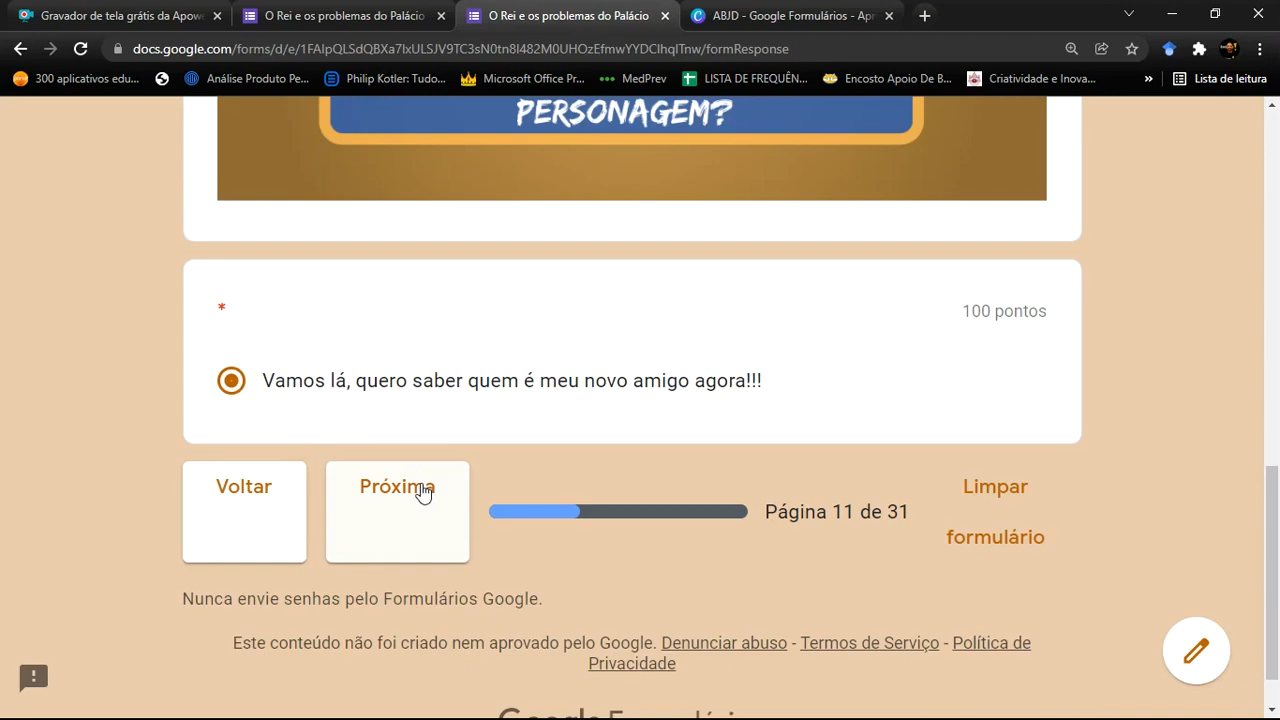 Gravador de tela grátis da Apowe
O Rei e os problemas do Palácio
O Rei e os problemas do Palácio
ABJD - Google Formulários - Apr
docs.google.com/forms/d/e/1FAIpQLSdQBXa7lxULSJV9TC3sN0tn8I482M0UHOzEfmwYYDClhqITnw/formResponse
300 aplicativos edu...
Análise Produto Pe...
Philip Kotler: Tudo...
Microsoft Office Pr...
MedPrev
LISTA DE FREQUÊN...
Encosto Apoio De B...
Criatividade e Inova...
»
Lista de leitura
PERSONAGEM?
*
100 pontos
Vamos lá, quero saber quem é meu novo amigo agora!!!
Voltar
Próxima
Página 11 de 31
Limpar
formulário
Nunca envie senhas pelo Formulários Google.
Este conteúdo não foi criado nem aprovado pelo Google. Denunciar abuso - Termos de Serviço - Política de
Privacidade